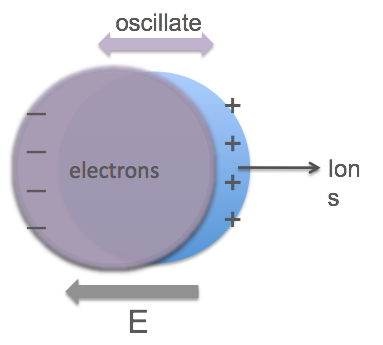 oscillate
electrons
Ion
s
E
− + 
− +
− +
− +